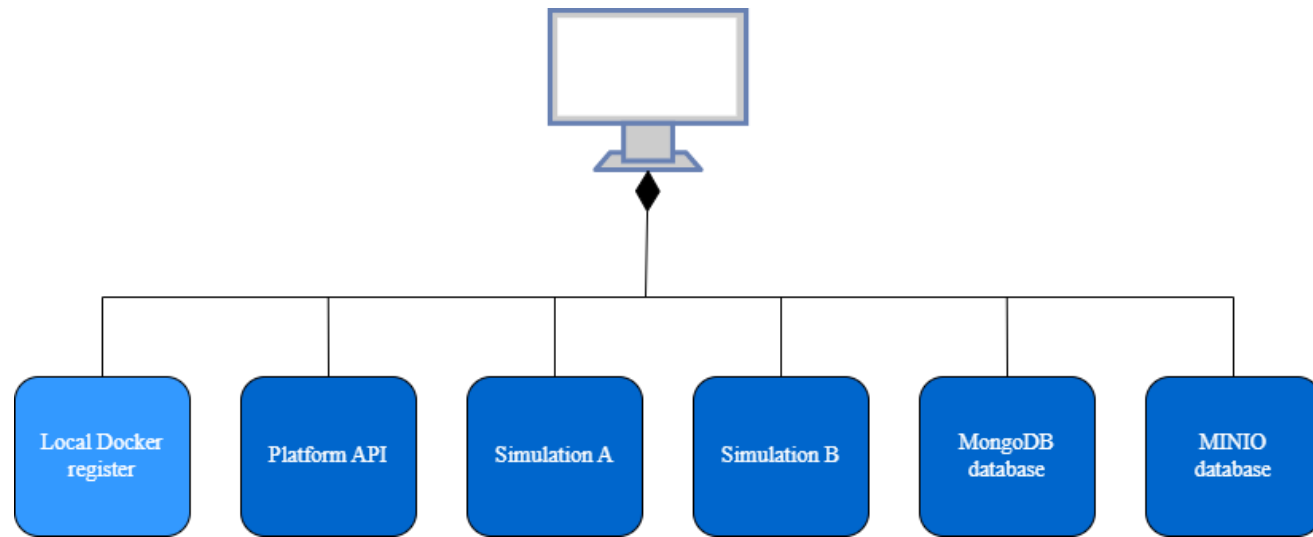 Local Docker
register
Platform API
Simulation A
Simulation B
MongoDB
database
MINIO
database